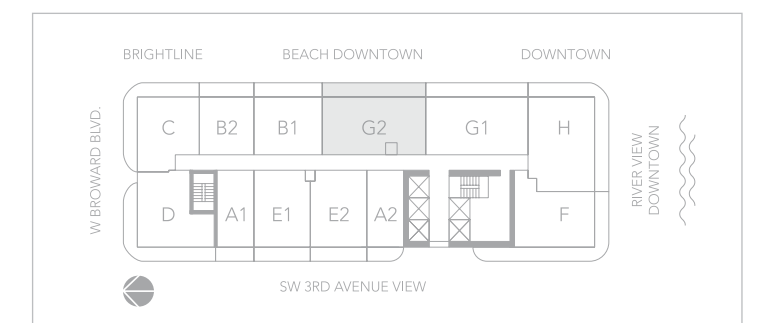 BRIGHTLINE BEACH DOWNTOWN DOWNTOWN
W BROWARD BLVD.
C B2 B1 G2 G1 H
RIVER VIEW
DOWNTOWN
D A1 E1 E2 A2 F
SW 3RD AVENUE VIEW